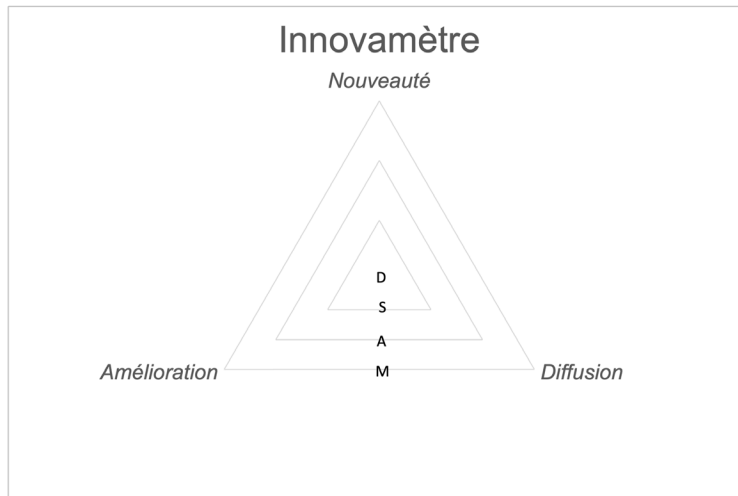 Innovamètre
Nouveauté
D
S
A
Amélioration
M
Diffusion